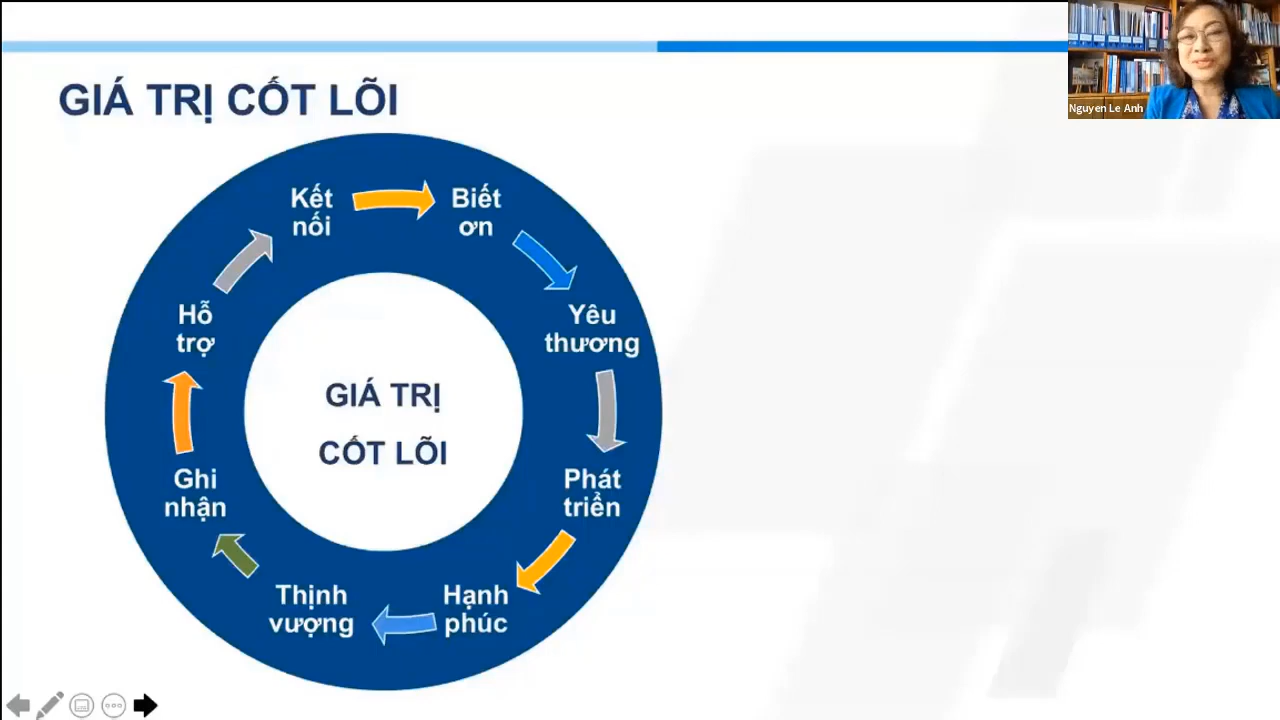 GIÁ TRỊ CỐT LÕI
Nguyen Le Anh
Kết
nối
Biết
ơn
Yêu
thương
Phát
triển
Hạnh
phúc
Thịnh
vượng
Ghi
nhận
Hỗ
trợ
GIÁ TRỊ
CỐT LÕI